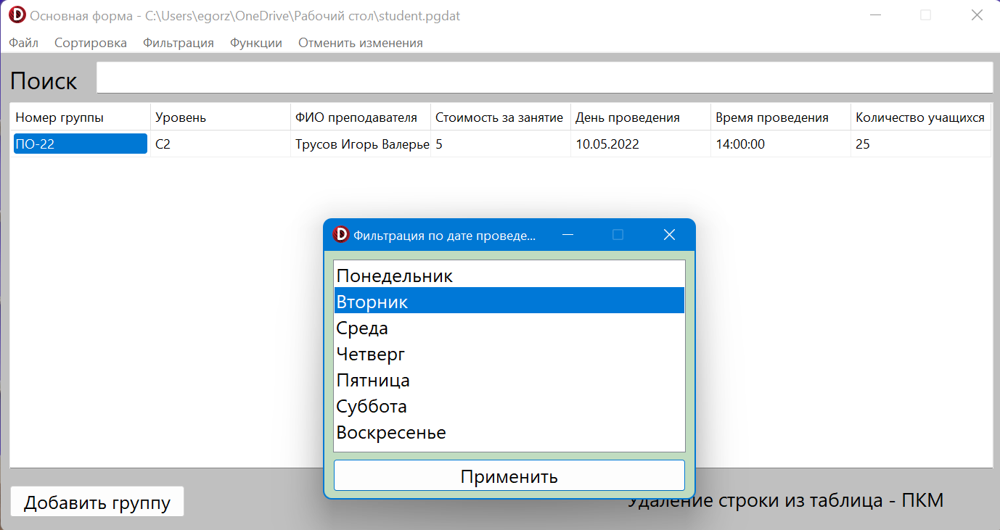 Основная форма - C:\Users\egorz\OneDrive\Рабочий стол\student.pgdat
Файл Сортировка Фильтрация Функции Отменить изменения
Поиск
Номер группы Уровень ФИО преподавателя Стоимость за занятие День проведения Время проведения Количество учащихся
ПО-22 C2 Трусов Игорь Валерье 5 10.05.2022 14:00:00 25
Фильтрация по дате проведе...
Понедельник
Вторник
Среда
Четверг
Пятница
Суббота
Воскресенье
Применить
Добавить группу
Удаление строки из таблица - ПКМ